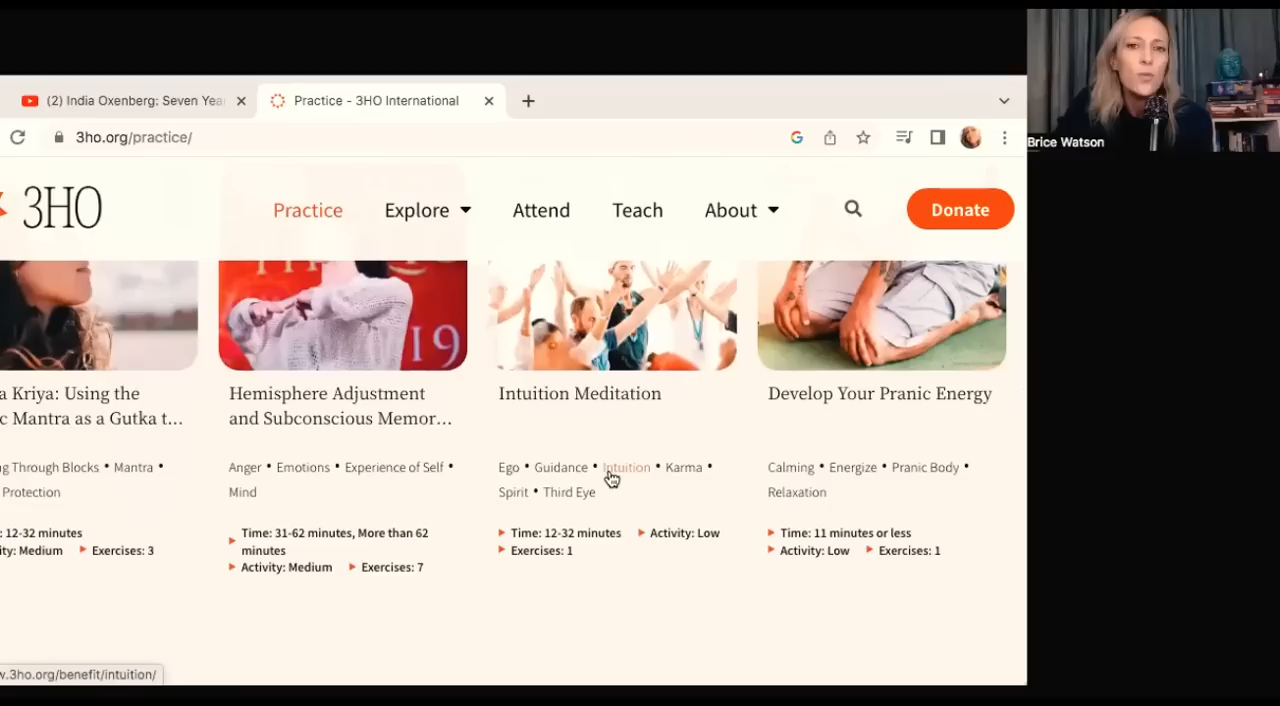 (2) India Oxenberg: Seven Yea
Practice - 3HO International
3ho.org/practice/
Brice Watson
3HO
Practice
Explore
Attend
Teach
About
Donate
19
a Kriya: Using the
c Mantra as a Gutka t...
ng Through Blocks • Mantra •
Protection
: 12-32 minutes
ity: Medium
Exercises: 3
Hemisphere Adjustment
and Subconscious Memor...
Anger • Emotions • Experience of Self •
Mind
Time: 31-62 minutes, More than 62
minutes
Activity: Medium
Exercises: 7
Intuition Meditation
Ego • Guidance • Intuition • Karma •
Spirit • Third Eye
Time: 12-32 minutes
Activity: Low
Exercises: 1
Develop Your Pranic Energy
Calming • Energize • Pranic Body •
Relaxation
Time: 11 minutes or less
Activity: Low
Exercises: 1
w.3ho.org/benefit/intuition/